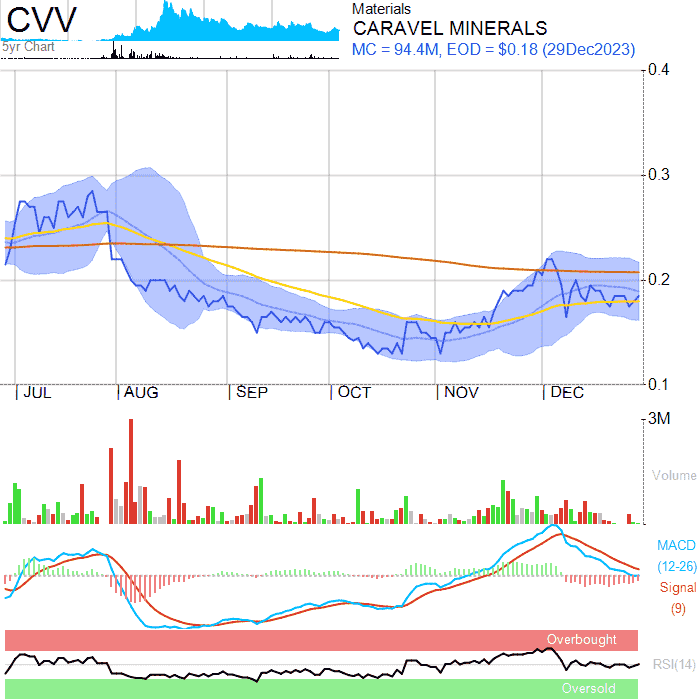 CVV
5yr Chart
Materials
CARAVEL MINERALS
MC = 94.4M, EOD = $0.18 (29Dec2023)
0.4
0.3
0.2
0.1
JUL AUG SEP OCT NOV DEC
3M
Volume
MACD
(12-26)
Signal
(9)
Overbought
RSI(14)
Oversold